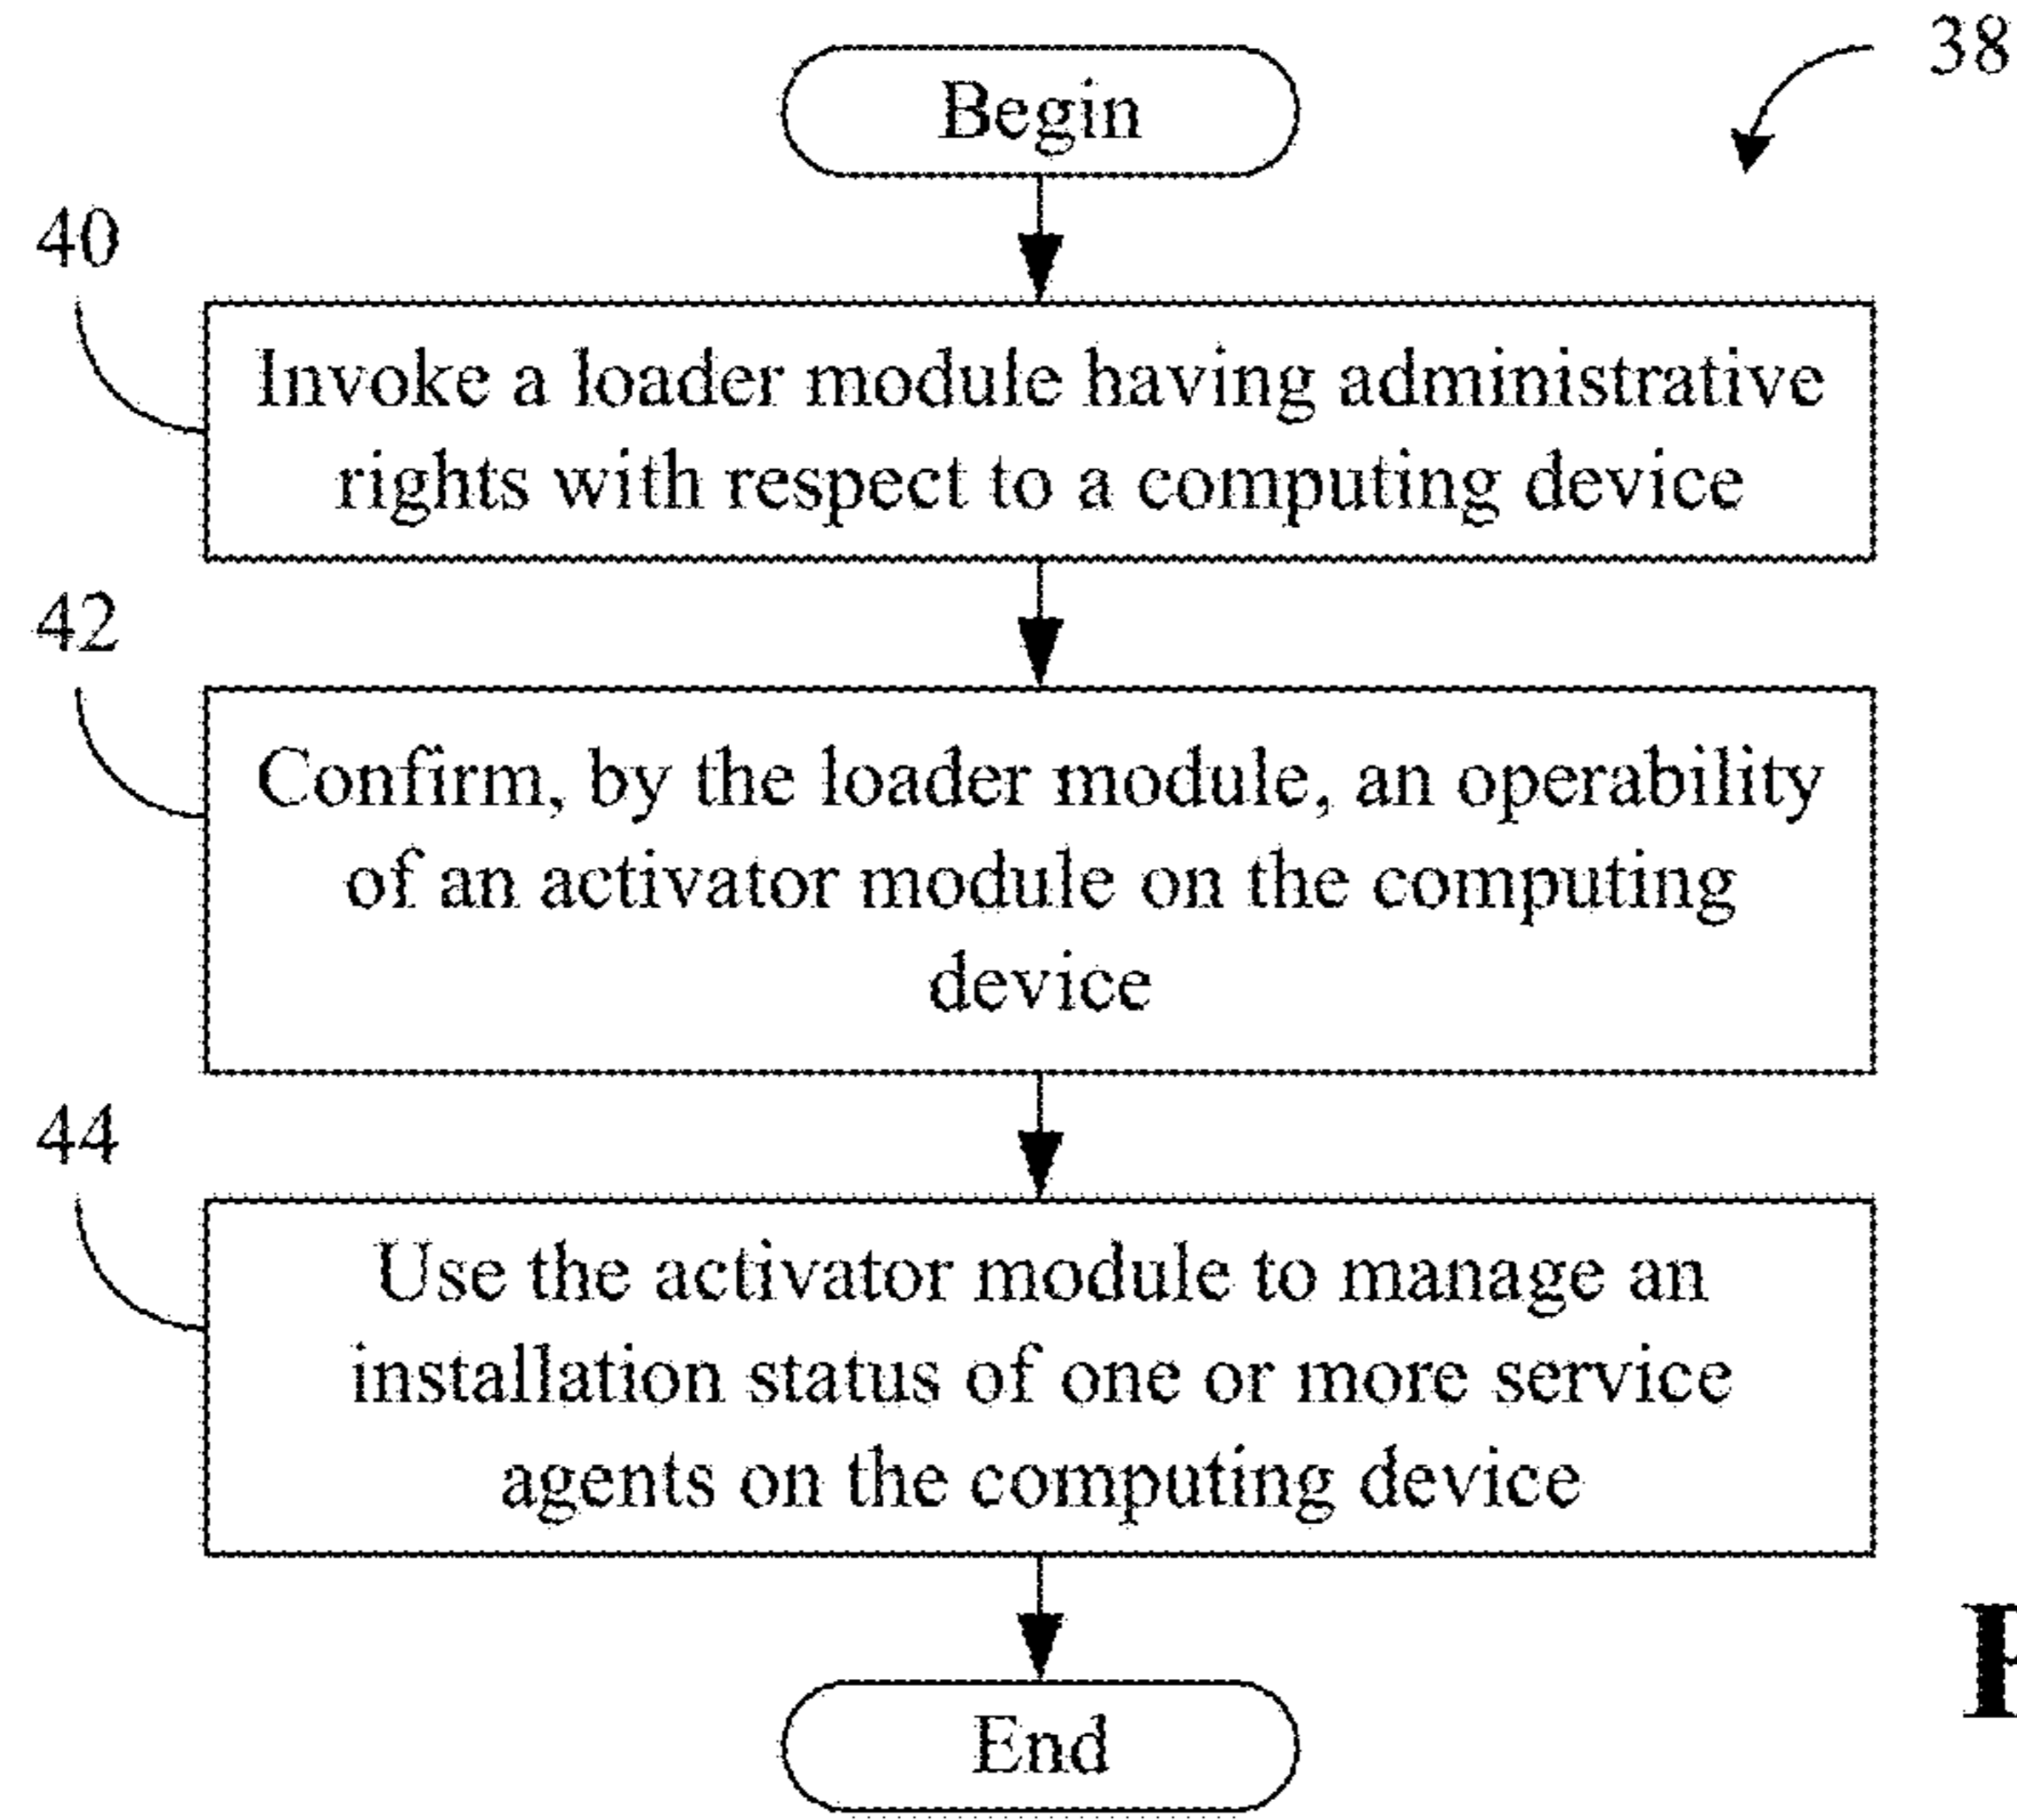 38
Begin
40
Invoke a loader module having administrative
rights with respect to a computing device
42
Confirm, by the loader module, an operability
of an activator module on the computing
device
44
Use the activator module to manage an
installation status of one or more service
agents on the computing device
End